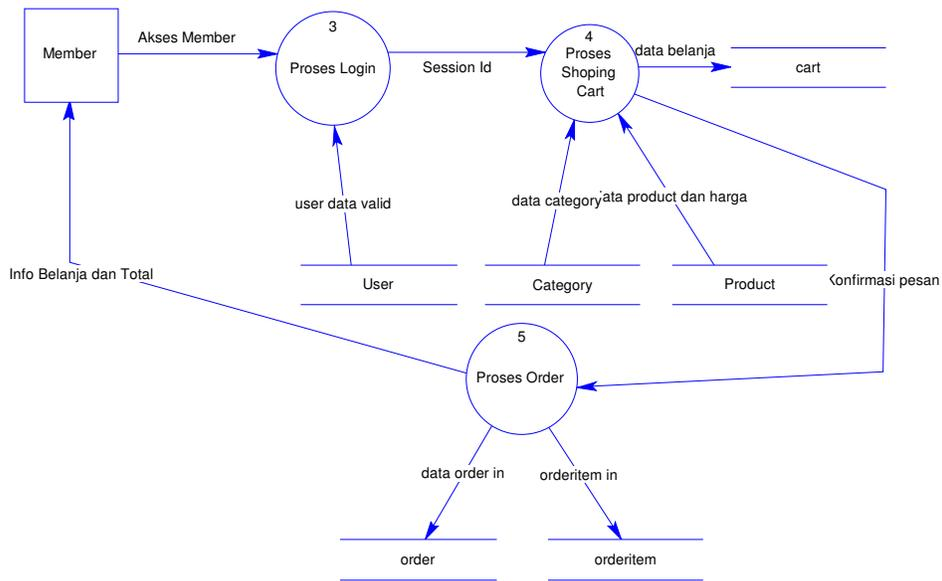 3
4
Member
Akses Member
Proses Login
Session Id
Proses
Shoping
Cart
data belanja
cart
user data valid
data category
ata product dan harga
Info Belanja dan Total
User
Category
Product
Konfirmasi pesan
5
Proses Order
data order in
orderitem in
order
orderitem